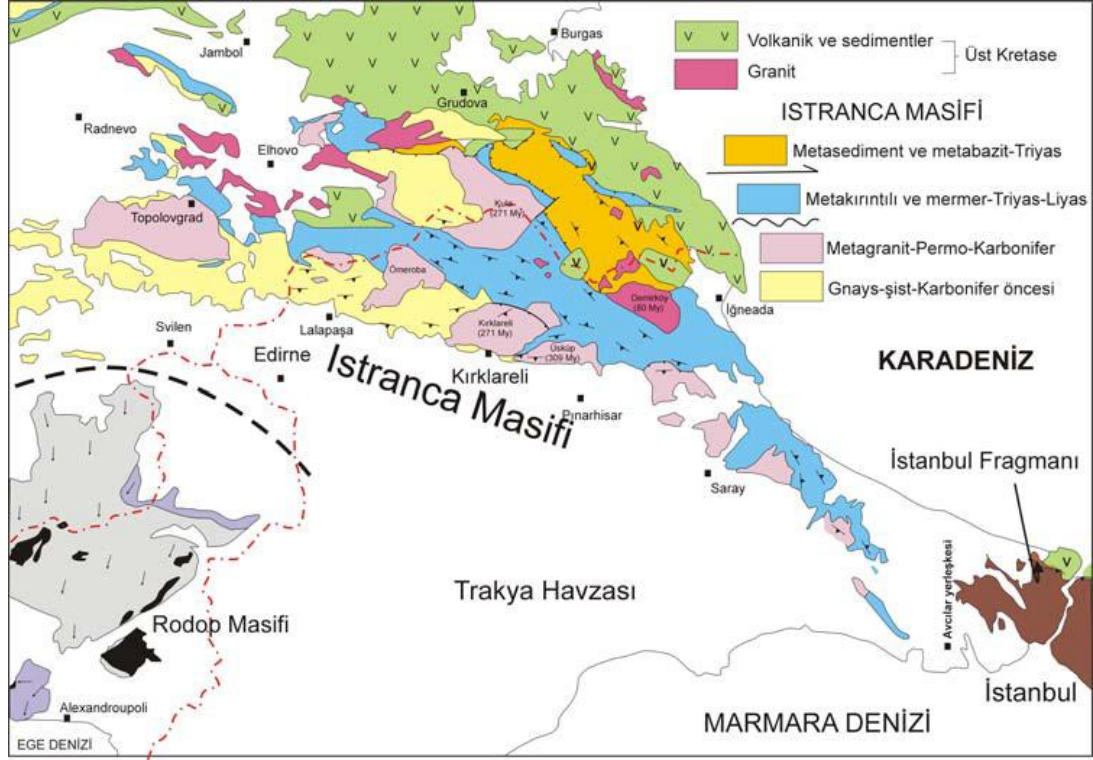 Jambol
Burgas
Grudova
Radnevo
Elhovo
Topolovgrad
Kula
(271 My)
Ömeroba
Lalapaşa
Svilen
Edirne
Kırklareli
(271 My)
Üsküp
(309 My)
Demirköy
(80 My)
İğneada
Kırklareli
Pınarhisar
Istranca Masifi
Saray
Volkanik ve sedimentler
Granit
Üst Kretase
ISTRANCA MASİFİ
Metasediment ve metabazit-Triyas
Metakırıntılı ve mermer-Triyas-Liyas
Metagranit-Permo-Karbonifer
Gnays-şist-Karbonifer öncesi
KARADENİZ
İstanbul Fragmanı
Avcılar yerleşkesi
Trakya Havzası
Rodop Masifi
İstanbul
Alexandroupoli
MARMARA DENİZİ
EGE DENİZİ
V V V V V V V V V V V V V V V V V V V V V V V V V V V V